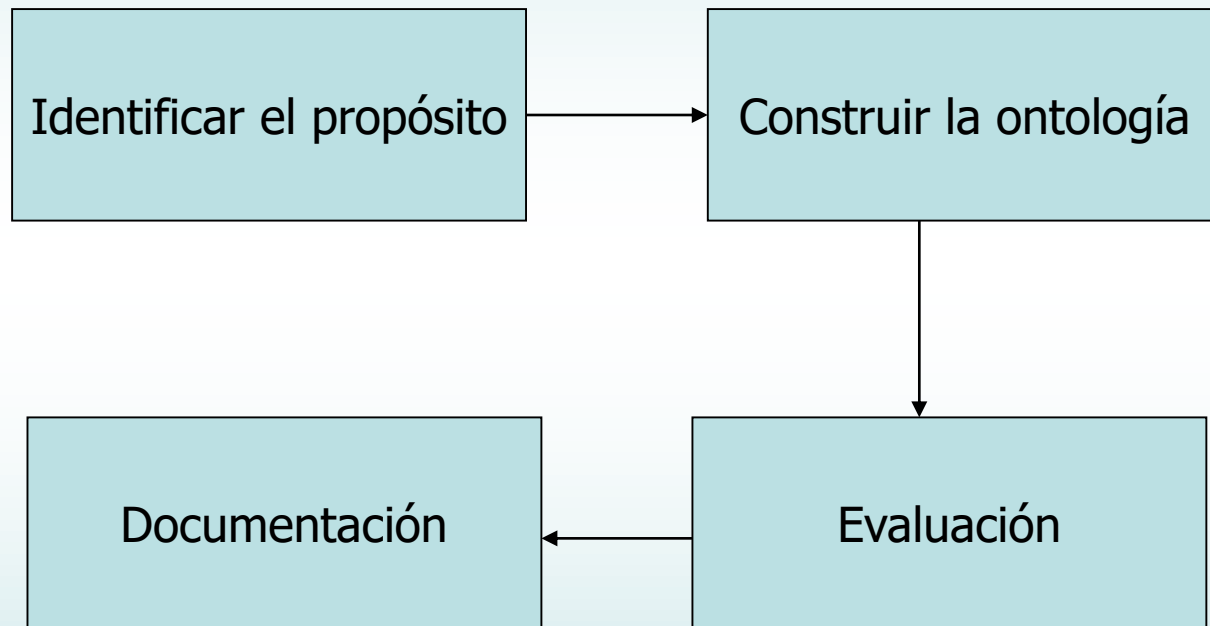 Identificar el propósito
Construir la ontología
Documentación
Evaluación